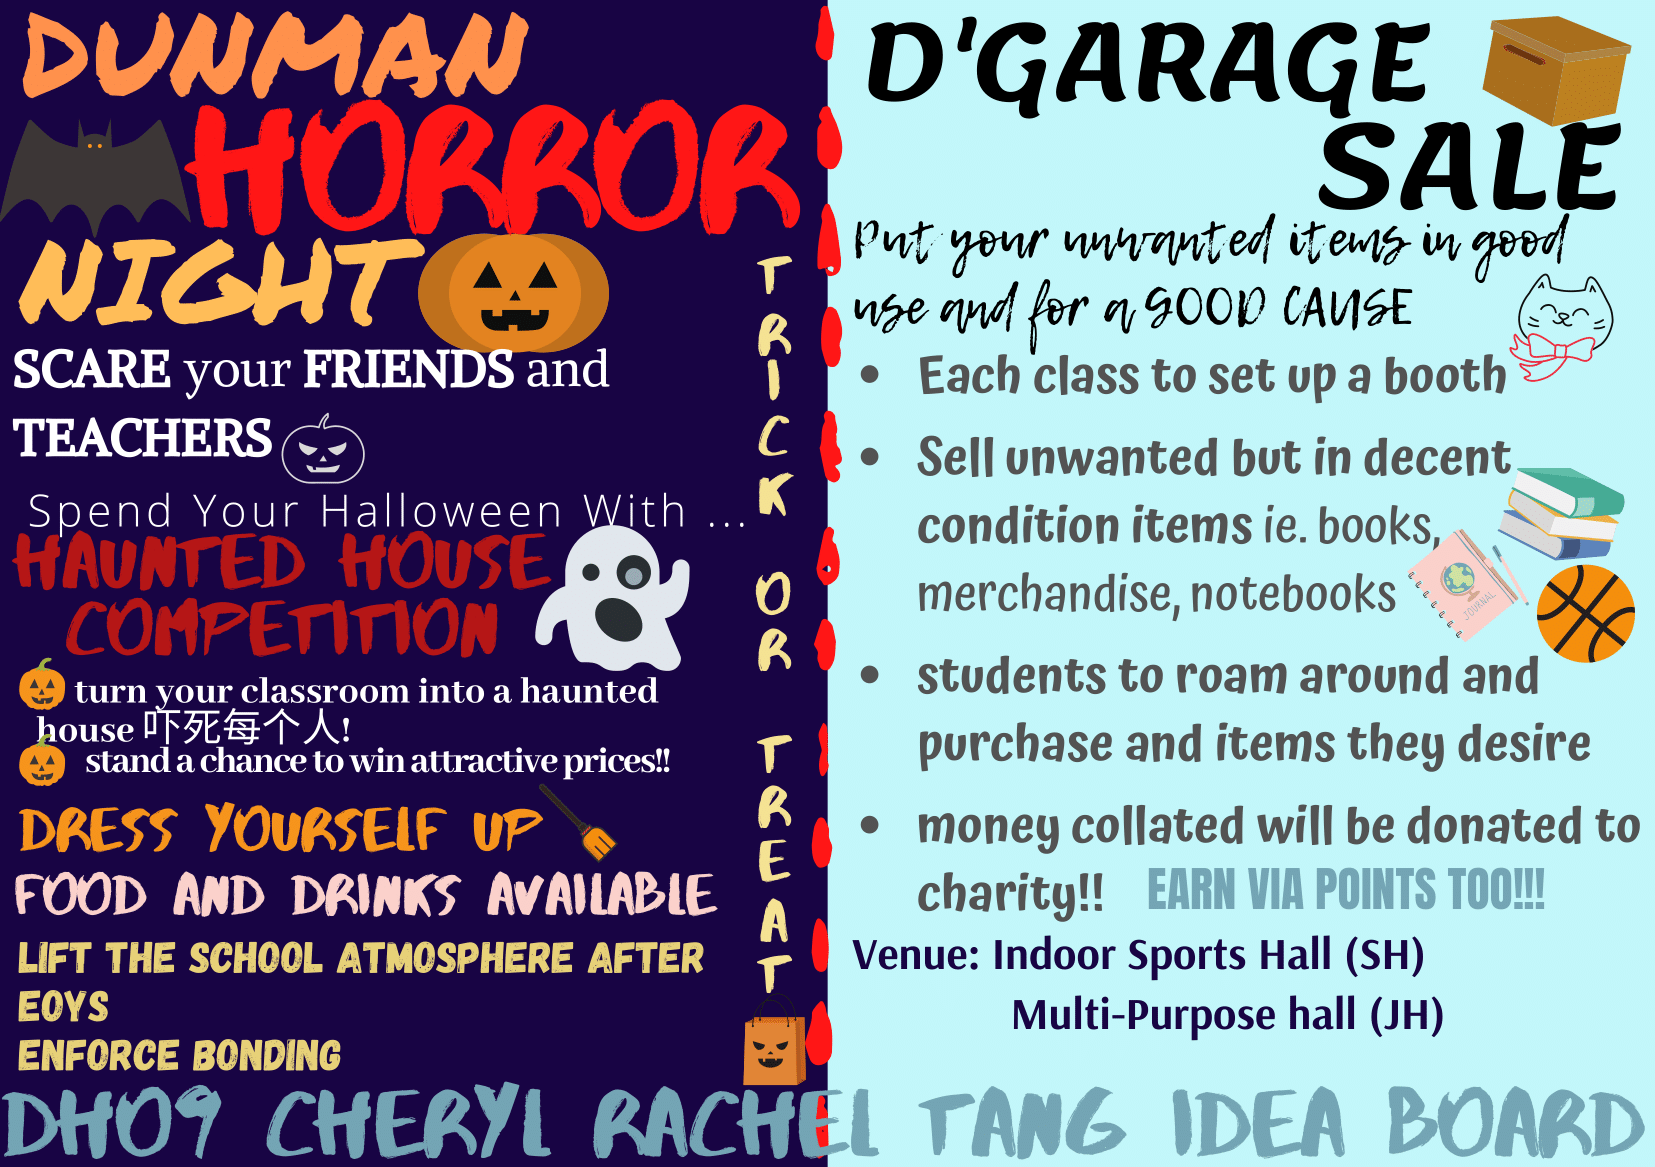 DUNMAN
HORROR
NIGHT
SCARE your FRIENDS and
TEACHERS
Spend Your Halloween With ...
HAUNTED HOUSE
COMPETITION
turn your classroom into a haunted
house 吓死每个人!
stand a chance to win attractive prices!!
DRESS YOURSELF UP
FOOD AND DRINKS AVAILABLE
LIFT THE SCHOOL ATMOSPHERE AFTER
EOYS
ENFORCE BONDING
TRICK OR TREAT
D'GARAGE
SALE
Put your unwanted items in good
use and for a GOOD CAUSE
• Each class to set up a booth
• Sell unwanted but in decent
condition items ie. books,
merchandise, notebooks
JOURNAL
• students to roam around and
purchase and items they desire
• money collated will be donated to
charity!! EARN VIA POINTS TOO!!!
Venue: Indoor Sports Hall (SH)
Multi-Purpose hall (JH)
DH09 CHERYL RACHEL TANG IDEA BOARD